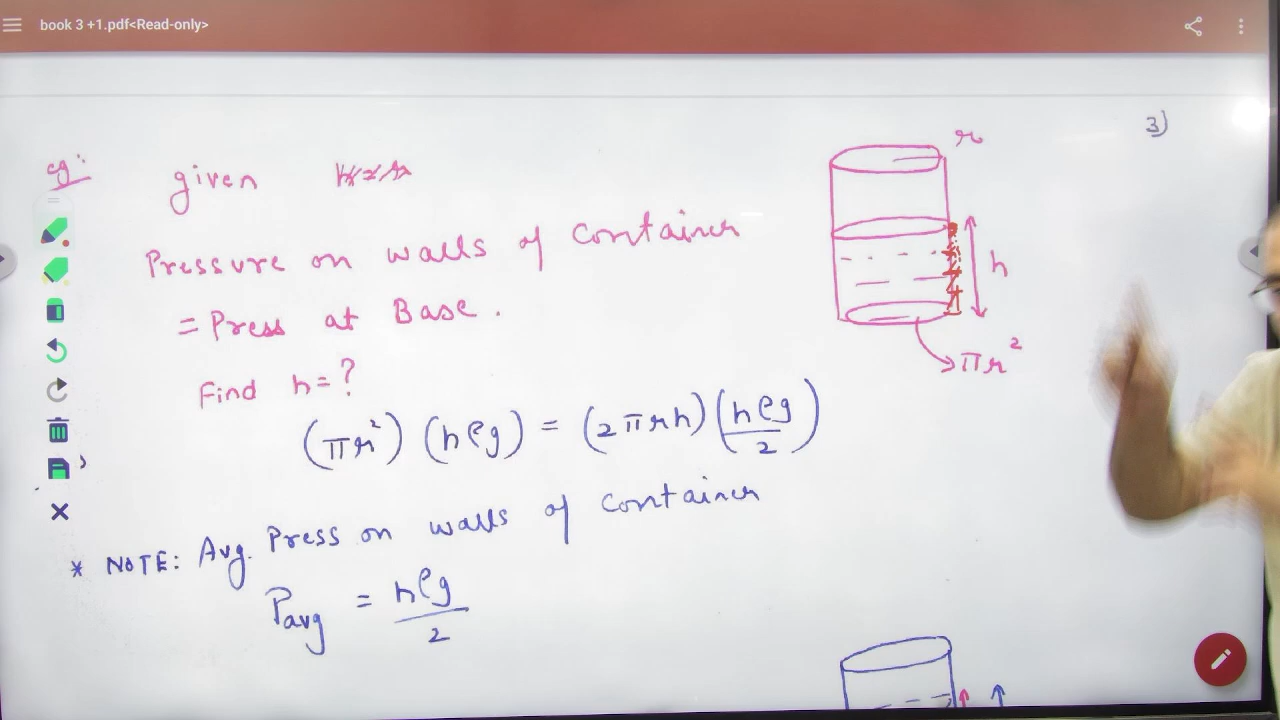 book 3 +1.pdf<Read-only>
3)
eg:
given
r
Pressure on walls of container
h
= Press at Base.
πr²
Find h=?
(πr²) (hρg) = (2πrh) (hρg/2)
* NOTE: Avg. Press on walls of container
Pavg = hρg/2